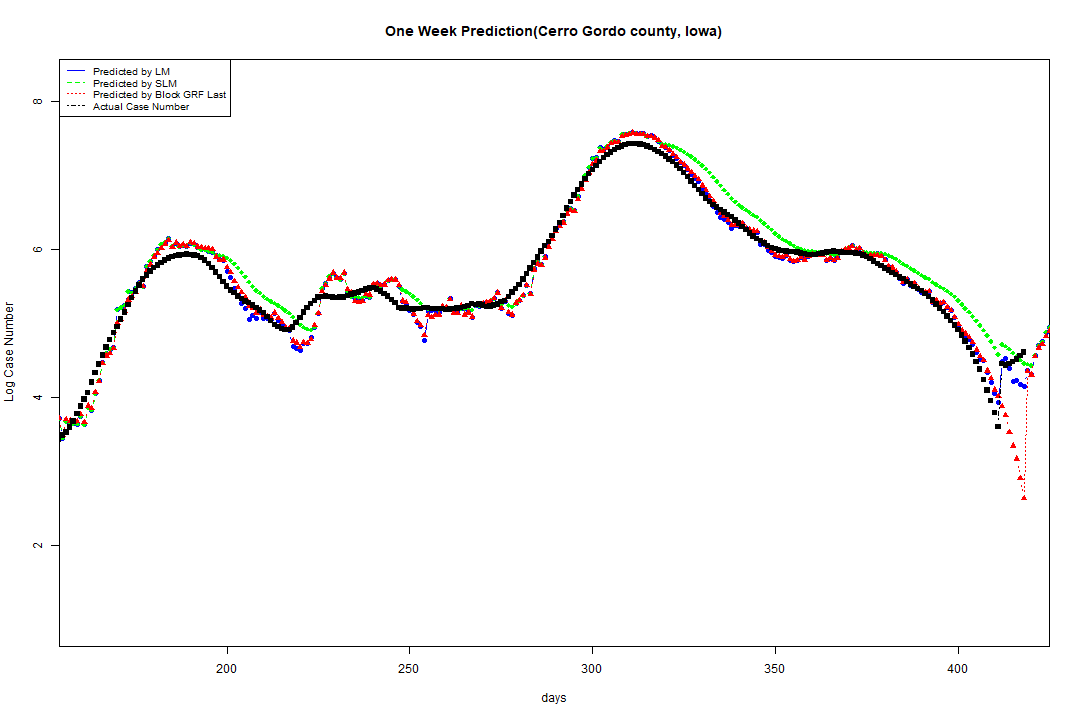 One Week Prediction(Cerro Gordo county, Iowa)
Predicted by LM
Predicted by SLM
Predicted by Block GRF Last
Actual Case Number
8
6
4
2
Log Case Number
200 250 300 350 400
days